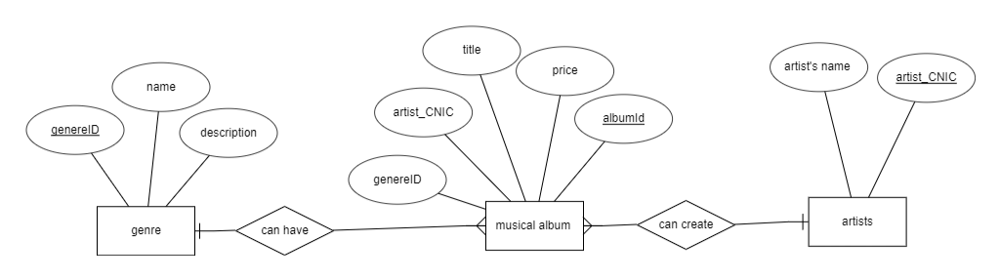 title
artist's name
price
artist_CNIC
name
artist_CNIC
albumId
genereID
description
genereID
genre
can have
musical album
can create
artists